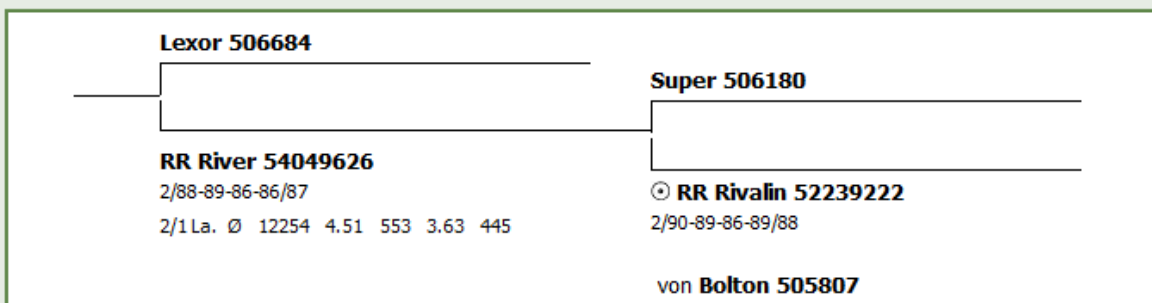 Lexor 506684
Super 506180
RR River 54049626
2/88-89-86-86/87
2/1 La. Ø 12254 4.51 553 3.63 445
☉ RR Rivalin 52239222
2/90-89-86-89/88
von Bolton 505807